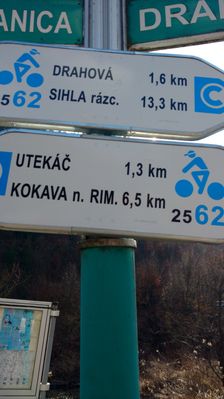 ANICA
DRA
DRAHOVÁ 1,6 km
SIHLA rázc. 13,3 km
2562
C
UTEKÁČ 1,3 km
KOKAVA n. RIM. 6,5 km
2562